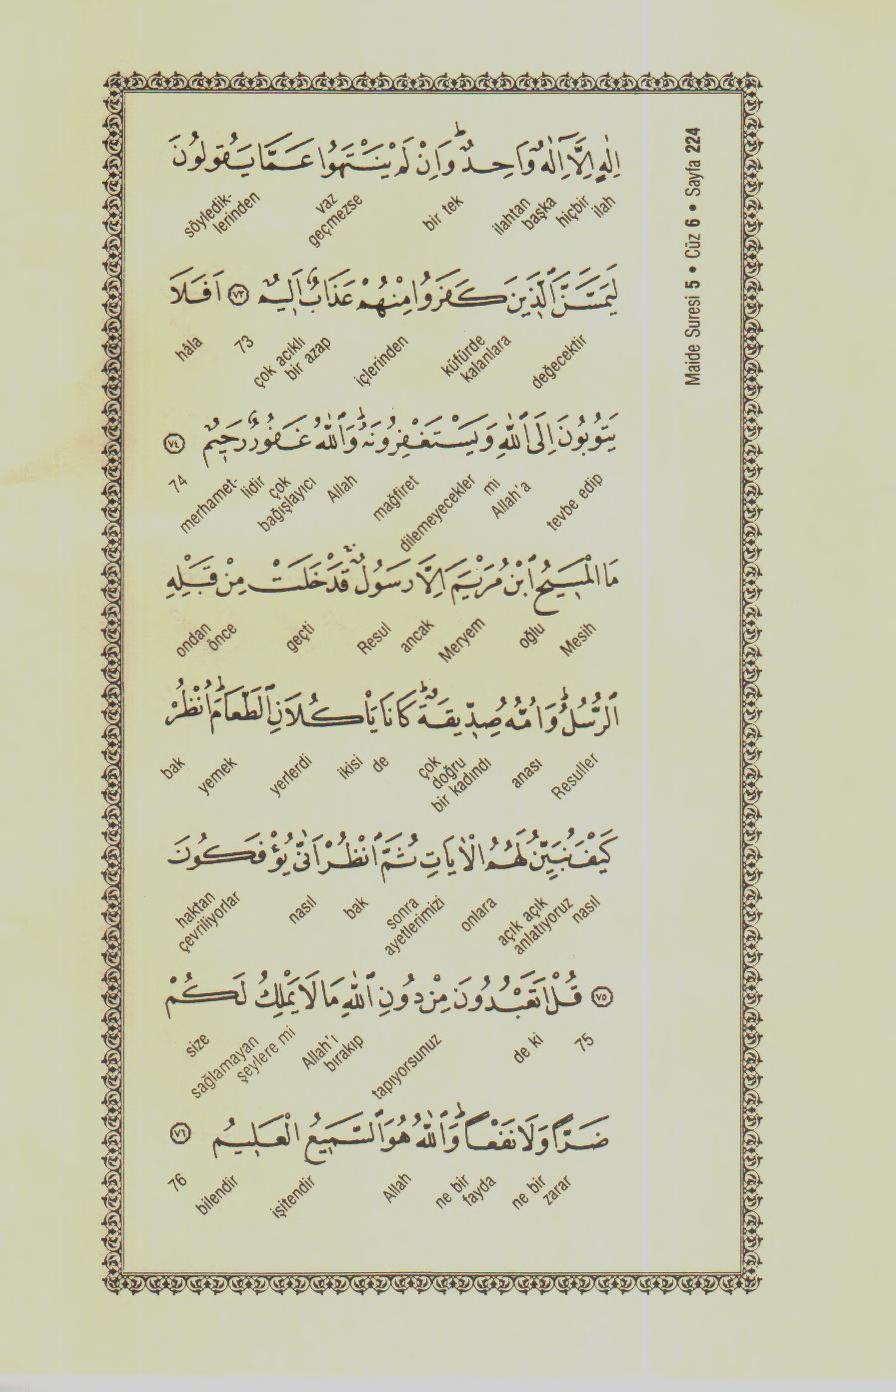 Maide Suresi 5 • Cüz 6 • Sayfa 224
اِلٰهٍ اِلَّٓا اِلٰهٌ وَاحِدٌۜ وَاِنْ لَمْ يَنْتَهُوا عَمَّا يَقُولُونَ
ilah hiçbir başka ilahtan bir tek vaz geçmezse söyledik- lerinden
لَيَمَسَّنَّ الَّذٖينَ كَفَرُوا مِنْهُمْ عَذَابٌ اَلٖيمٌ ﴿٧٣﴾ اَفَلَا
değecektir küfürde kalanlara içlerinden çok acıklı bir azap 73 hâla
يَتُوبُونَ اِلَى اللّٰهِ وَيَسْتَغْفِرُونَهُۜ وَاللّٰهُ غَفُورٌ رَحٖيمٌ ﴿٧٤﴾
tevbe edip Allah'a mi dilemeyecekler mağfiret Allah çok bağışlayıcı merhamet- lidir 74
مَا الْمَسٖيحُ ابْنُ مَرْيَمَ اِلَّا رَسُولٌۚ قَدْ خَلَتْ مِنْ قَبْلِهِ
Mesih oğlu Meryem ancak Resul geçti ondan önce
الرُّسُلُۜ وَاُمُّهُ صِدّٖيقَةٌۜ كَانَا يَأْكُلَانِ الطَّعَامَۜ اُنْظُرْ
Resuller anası çok doğru bir kadındı ikisi de yerlerdi yemek bak
كَيْفَ نُبَيِّنُ لَهُمُ الْاٰيَاتِ ثُمَّ انْظُرْ اَنّٰى يُؤْفَكُونَ
nasıl açık açık anlatıyoruz onlara ayetlerimizi sonra bak nasıl haktan çevriliyorlar
﴿٧٥﴾ قُلْ اَتَعْبُدُونَ مِنْ دُونِ اللّٰهِ مَا لَا يَمْلِكُ لَكُمْ
75 de ki tapıyorsunuz Allah'ı bırakıp sağlamayan şeylere mi size
ضَرًّا وَلَا نَفْعًاۜ وَاللّٰهُ هُوَ السَّمٖيعُ الْعَلٖيمُ ﴿٧٦﴾
ne bir zarar ne bir fayda Allah işitendir bilendir 76